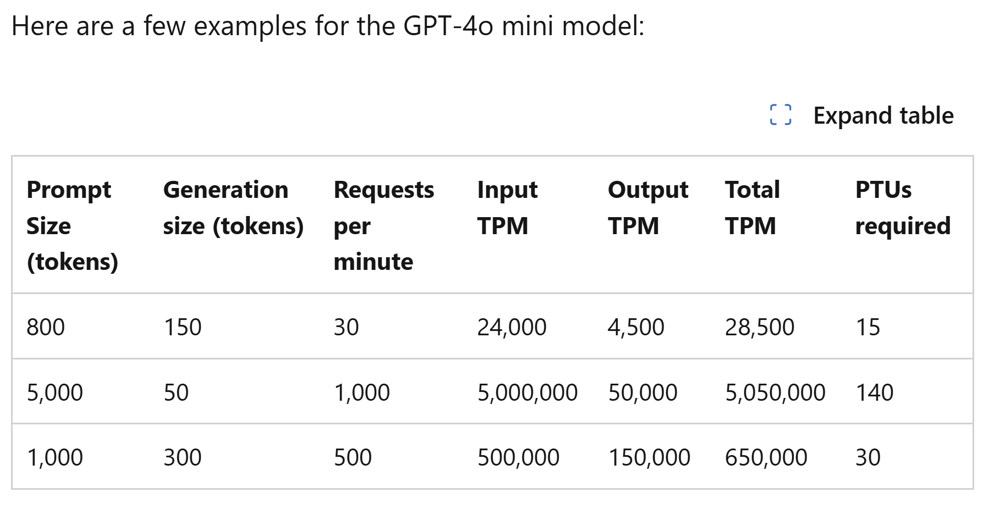 Here are a few examples for the GPT-4o mini model:
Expand table
Prompt Size (tokens) Generation size (tokens) Requests per minute Input TPM Output TPM Total TPM PTUs required
800 150 30 24,000 4,500 28,500 15
5,000 50 1,000 5,000,000 50,000 5,050,000 140
1,000 300 500 500,000 150,000 650,000 30